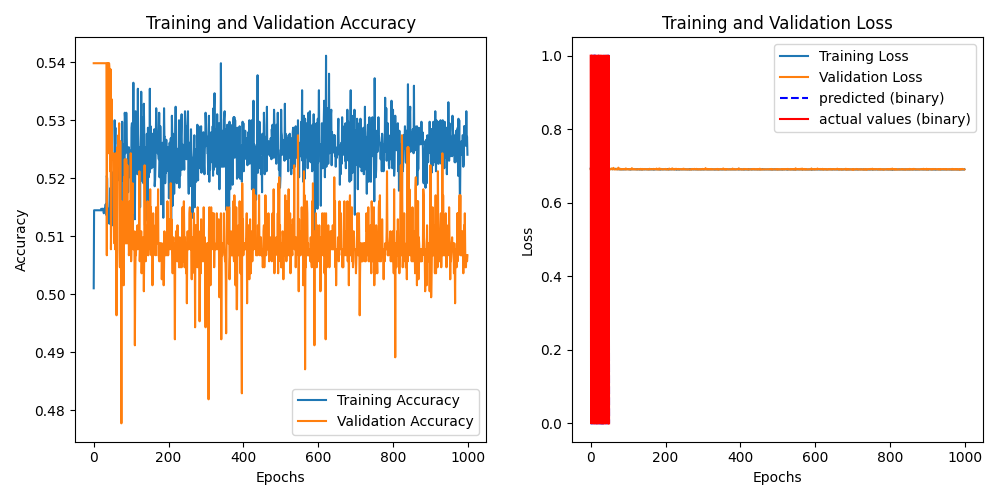 Training and Validation Accuracy
0.54
0.53
0.52
0.51
0.50
0.49
0.48
Accuracy
0
200
400
600
800
1000
Epochs
Training Accuracy
Validation Accuracy
Training and Validation Loss
1.0
0.8
0.6
0.4
0.2
0.0
Loss
0
200
400
600
800
1000
Epochs
Training Loss
Validation Loss
predicted (binary)
actual values (binary)